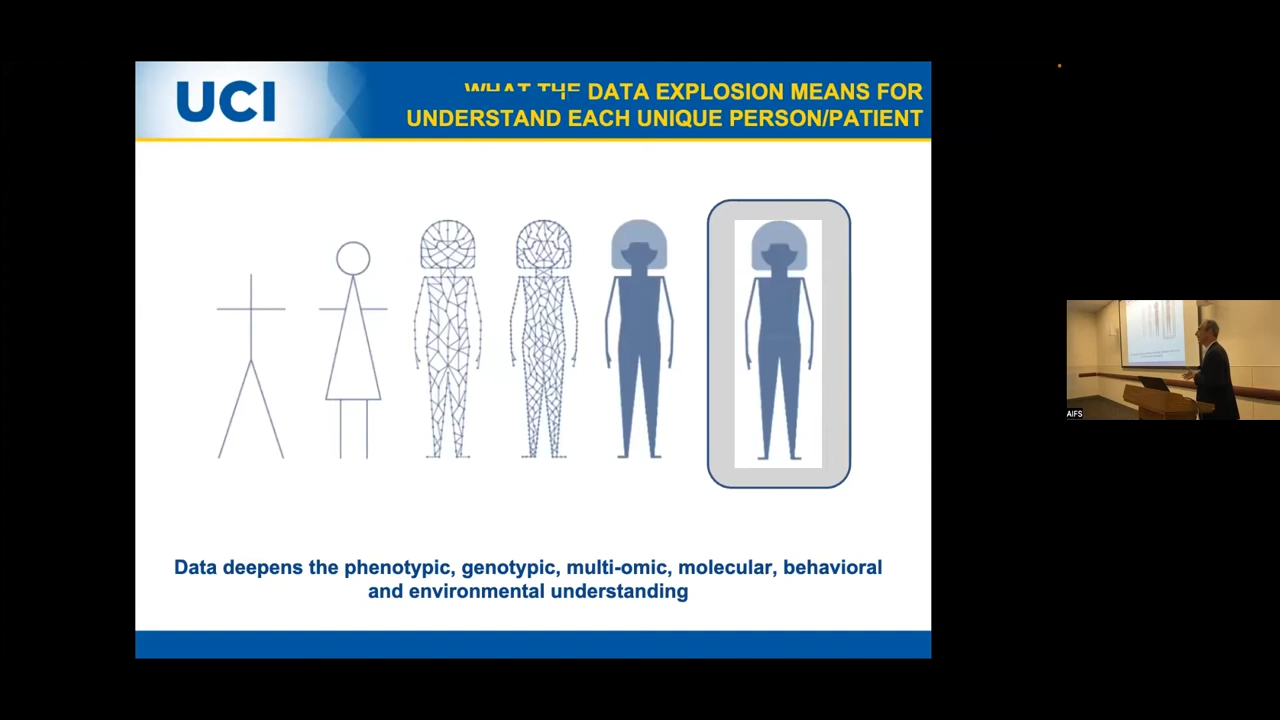 UCI
WHAT THE DATA EXPLOSION MEANS FOR
UNDERSTAND EACH UNIQUE PERSON/PATIENT
Data deepens the phenotypic, genotypic, multi-omic, molecular, behavioral
and environmental understanding
AIFS